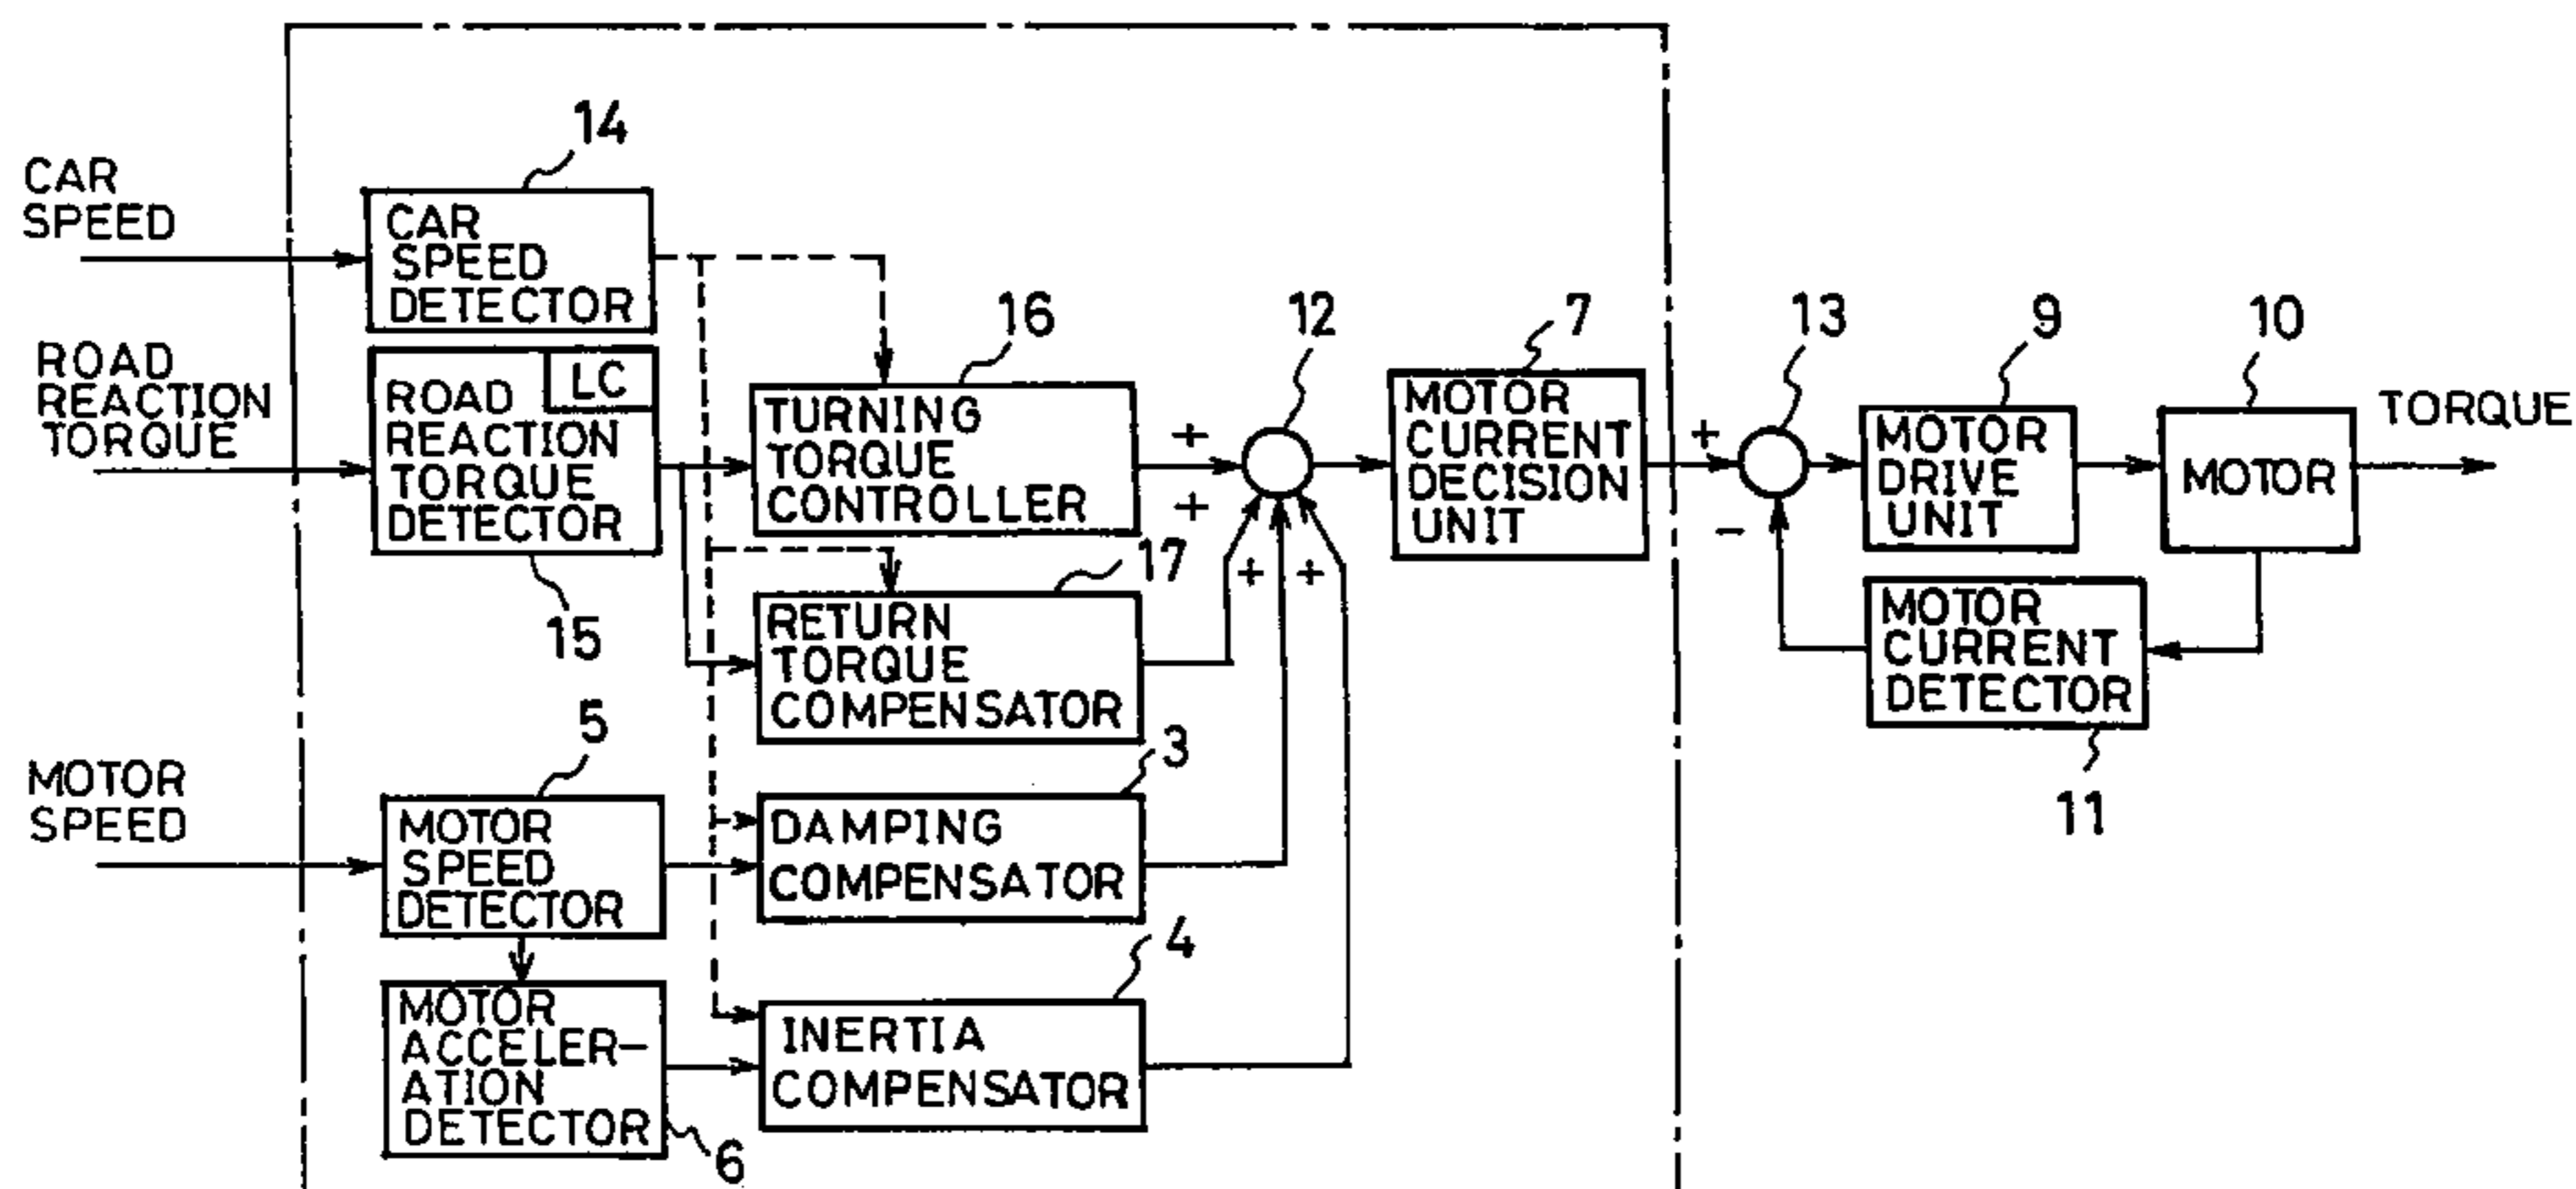 CAR
SPEED
14
CAR
SPEED
DETECTOR
ROAD
REACTION
TORQUE
LC
ROAD
REACTION
TORQUE
DETECTOR
15
16
TURNING
TORQUE
CONTROLLER
17
RETURN
TORQUE
COMPENSATOR
MOTOR
SPEED
5
MOTOR
SPEED
DETECTOR
3
DAMPING
COMPENSATOR
MOTOR
ACCELER-
ATION
DETECTOR
6
4
INERTIA
COMPENSATOR
12
+
+
+ +
7
MOTOR
CURRENT
DECISION
UNIT
13
+
-
9
MOTOR
DRIVE
UNIT
10
MOTOR
TORQUE
MOTOR
CURRENT
DETECTOR
11